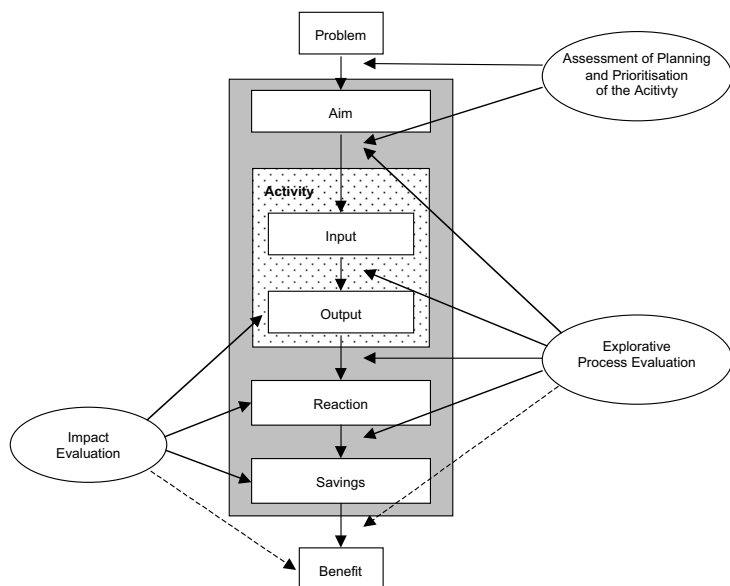 Problem
Assessment of Planning
and Prioritisation
of the Acitivty
Aim
Activity
Input
Output
Explorative
Process Evaluation
Reaction
Impact
Evaluation
Savings
Benefit